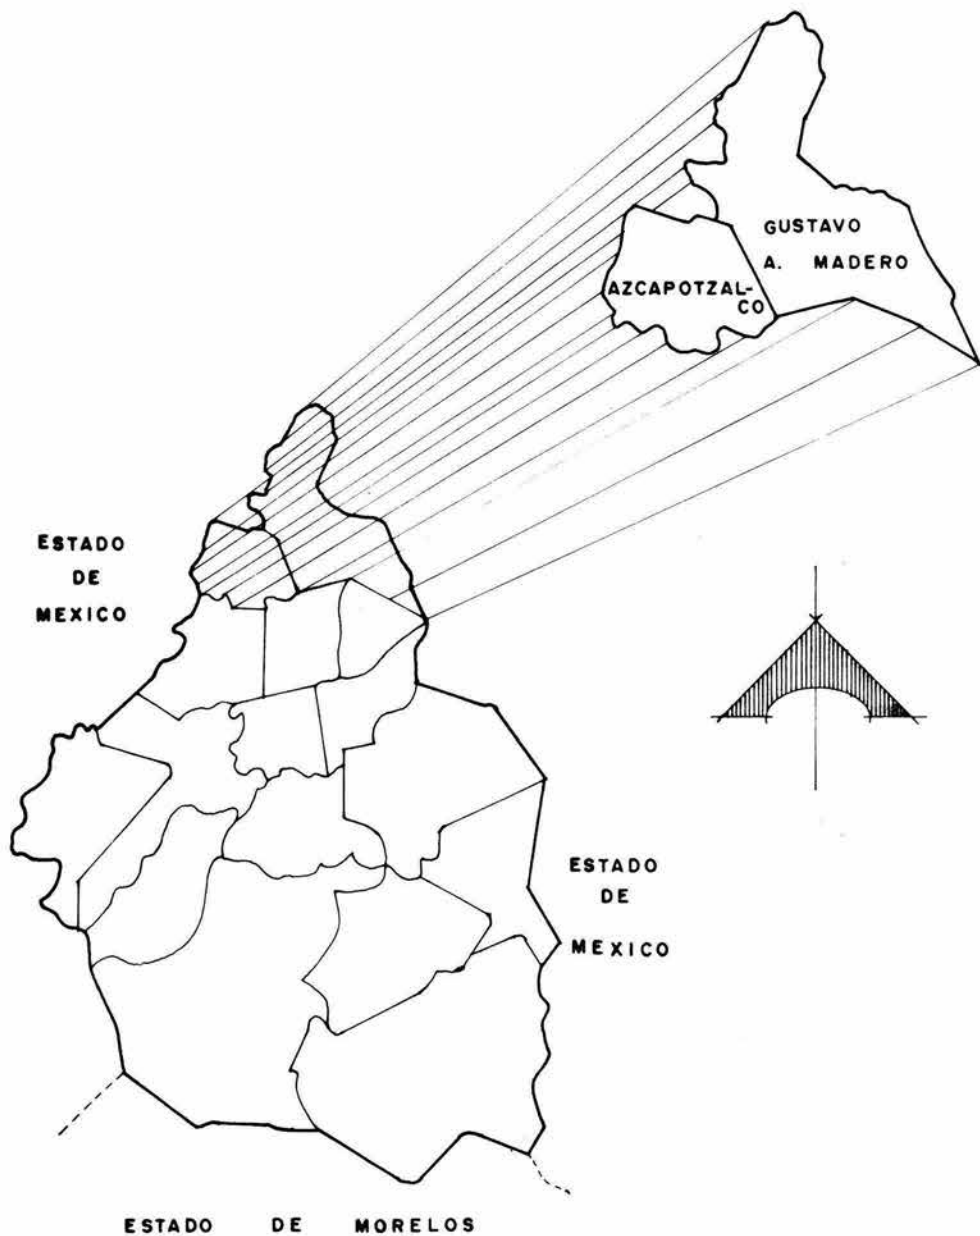 GUSTAVO
A. MADERO
AZCAPOTZAL-
CO
ESTADO
DE
MEXICO
ESTADO
DE
MEXICO
ESTADO DE MORELOS